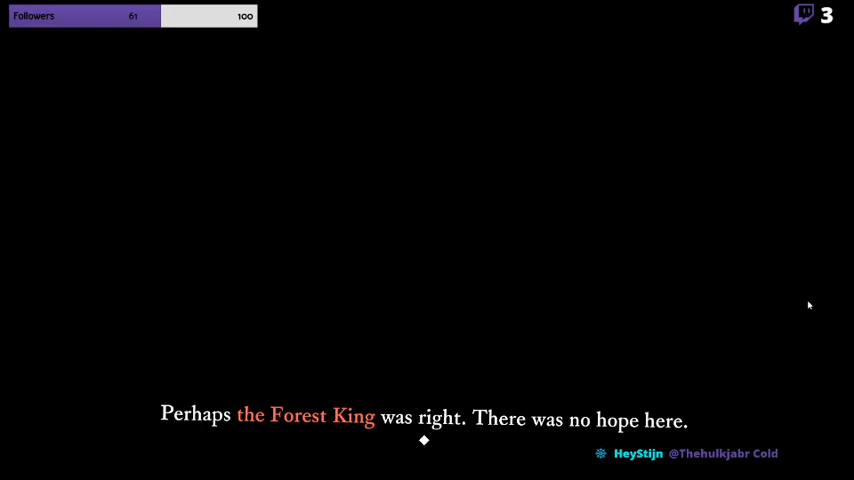 Followers 61 100
3
Perhaps the Forest King was right. There was no hope here.
HeyStijn @Thehulkjabr Cold